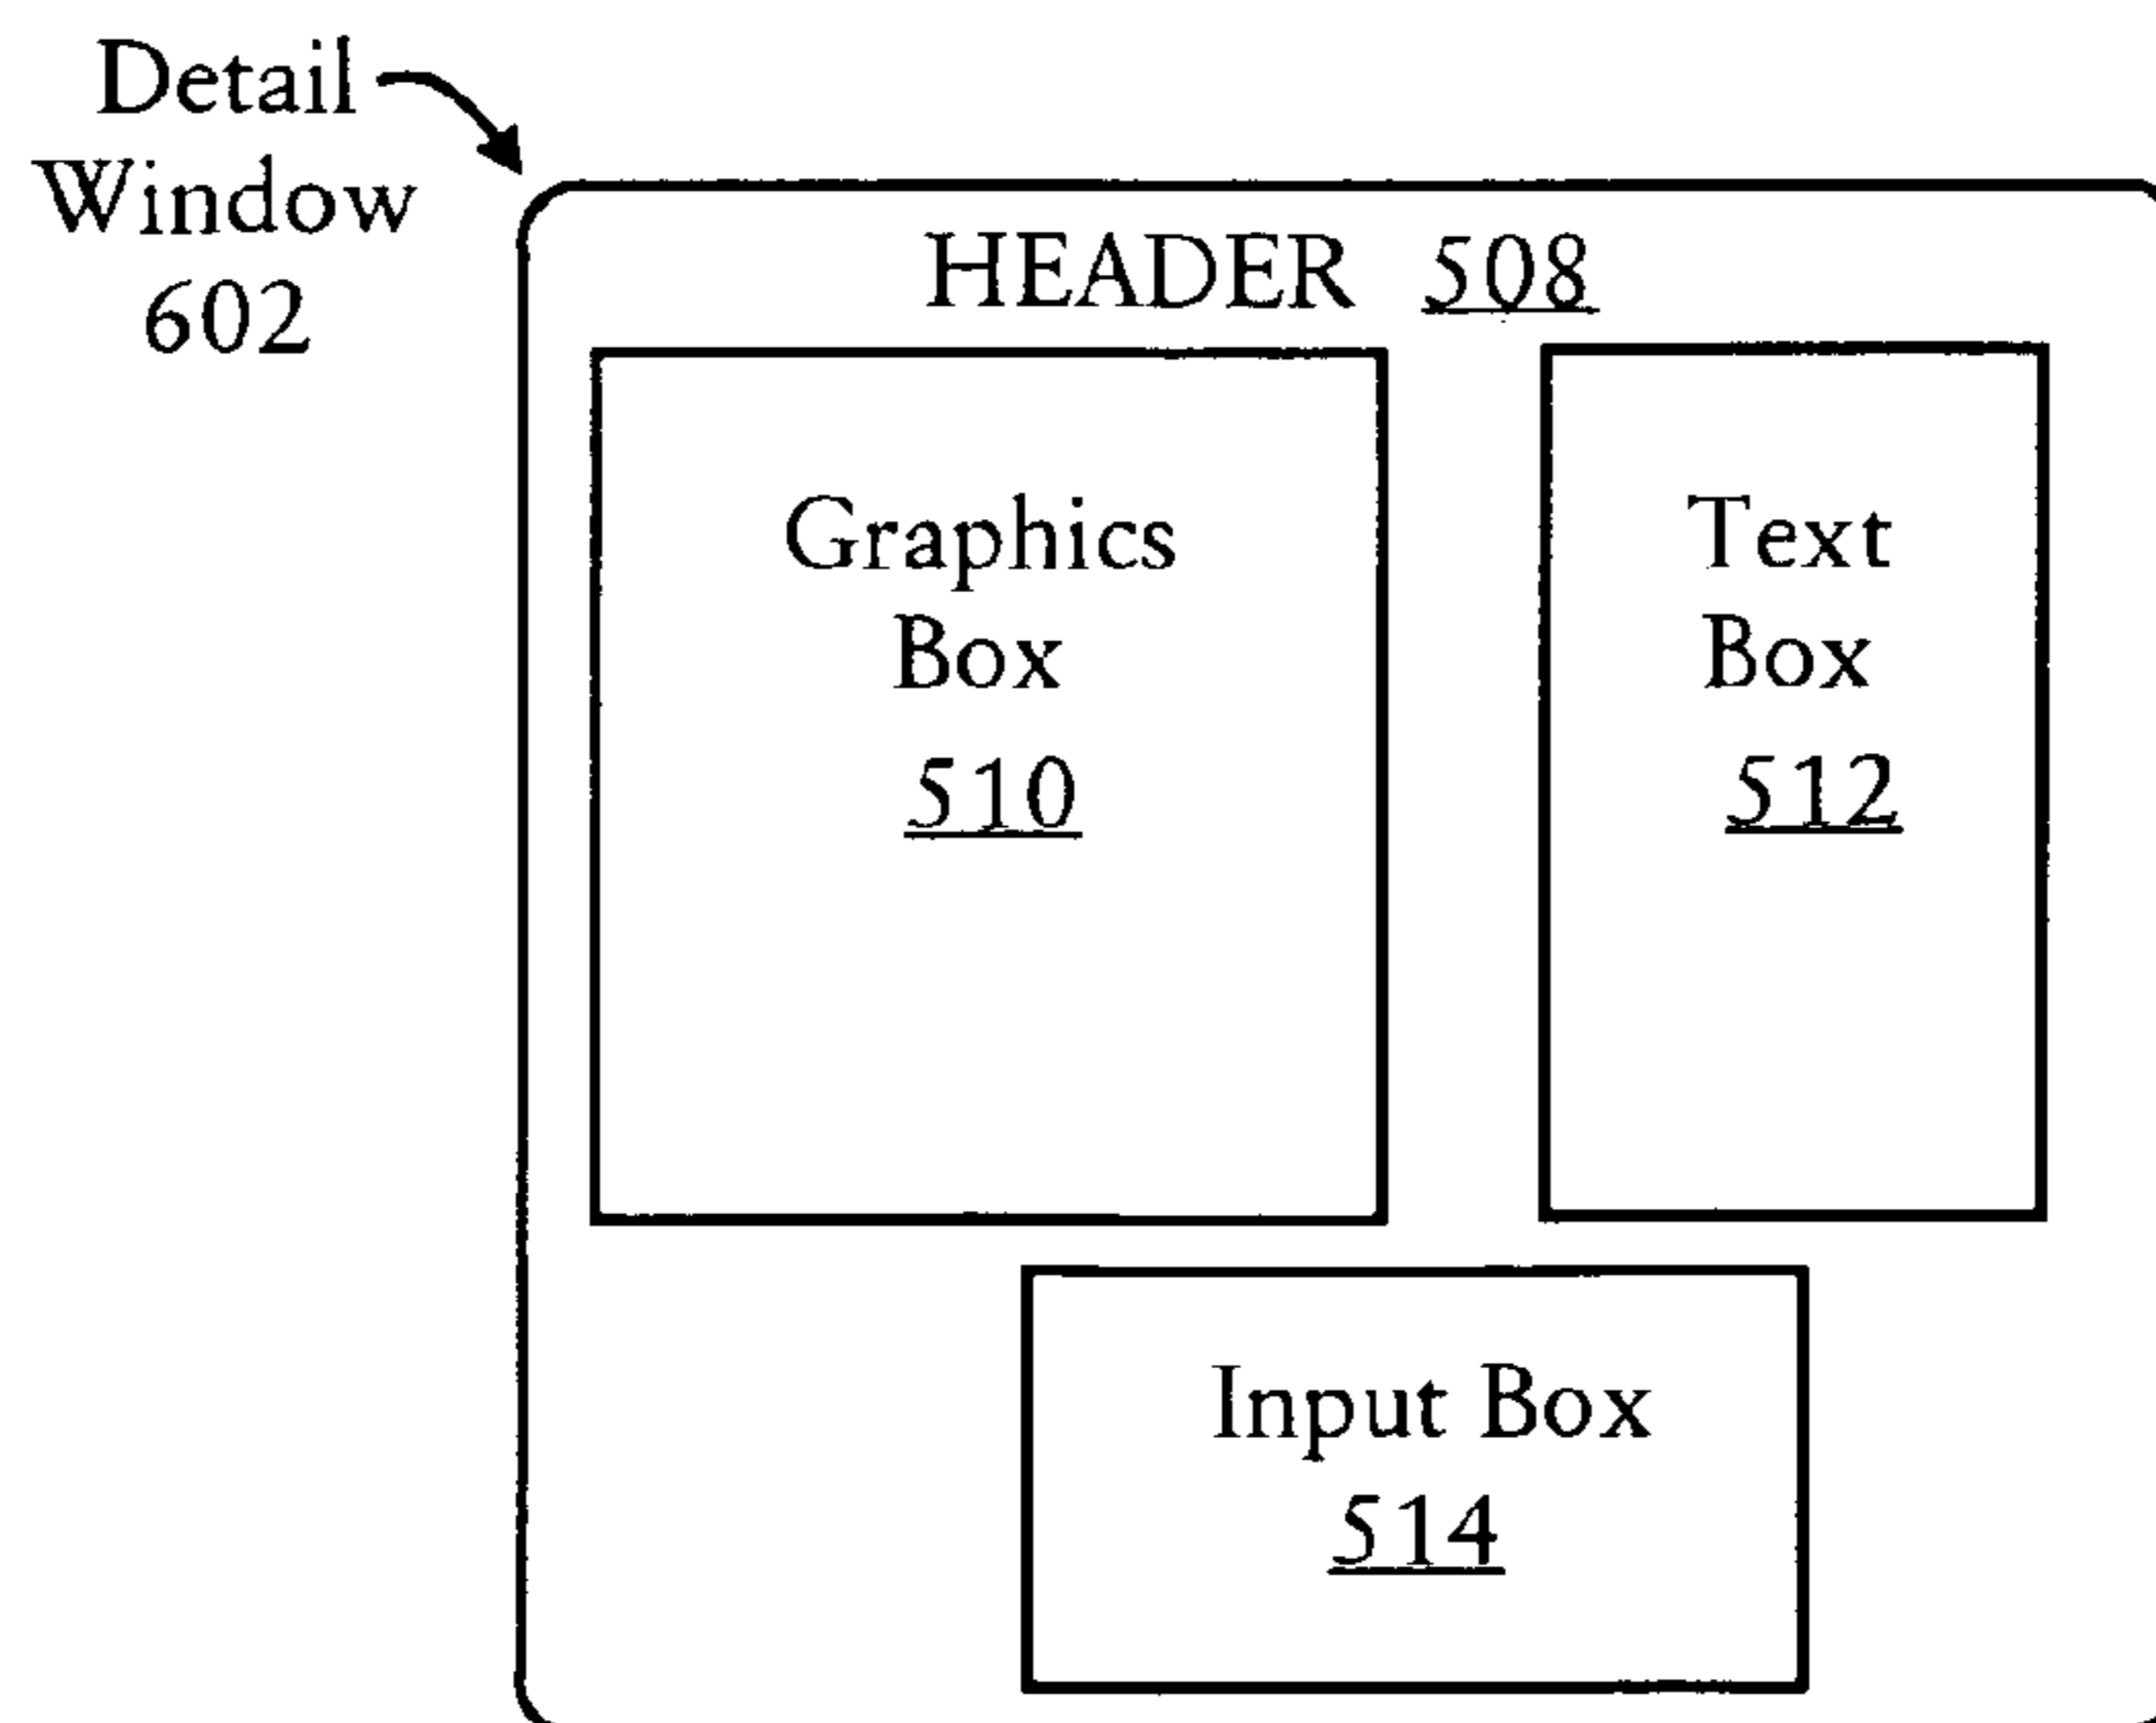 Detail
Window
602
HEADER 508
Graphics
Box
510
Text
Box
512
Input Box
514